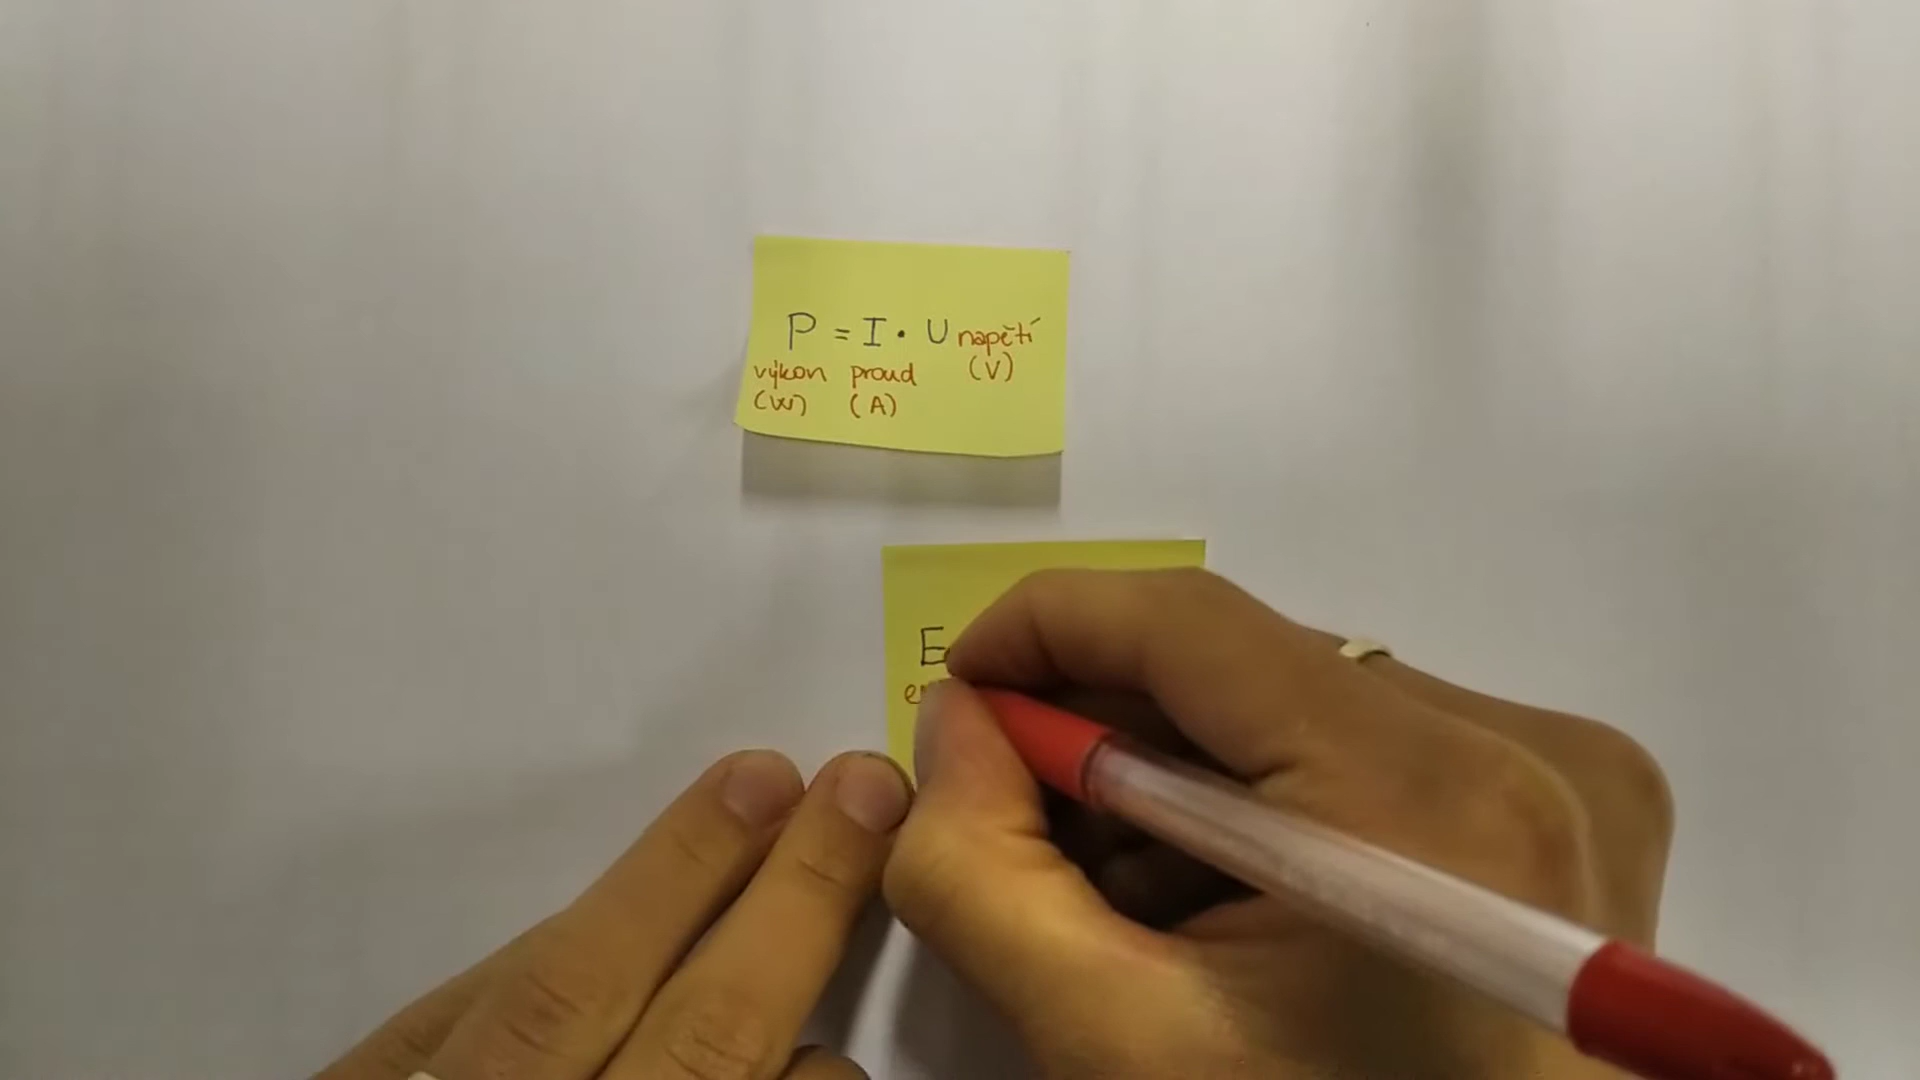 P = I · U napětí
výkon proud (V)
(W) (A)
E